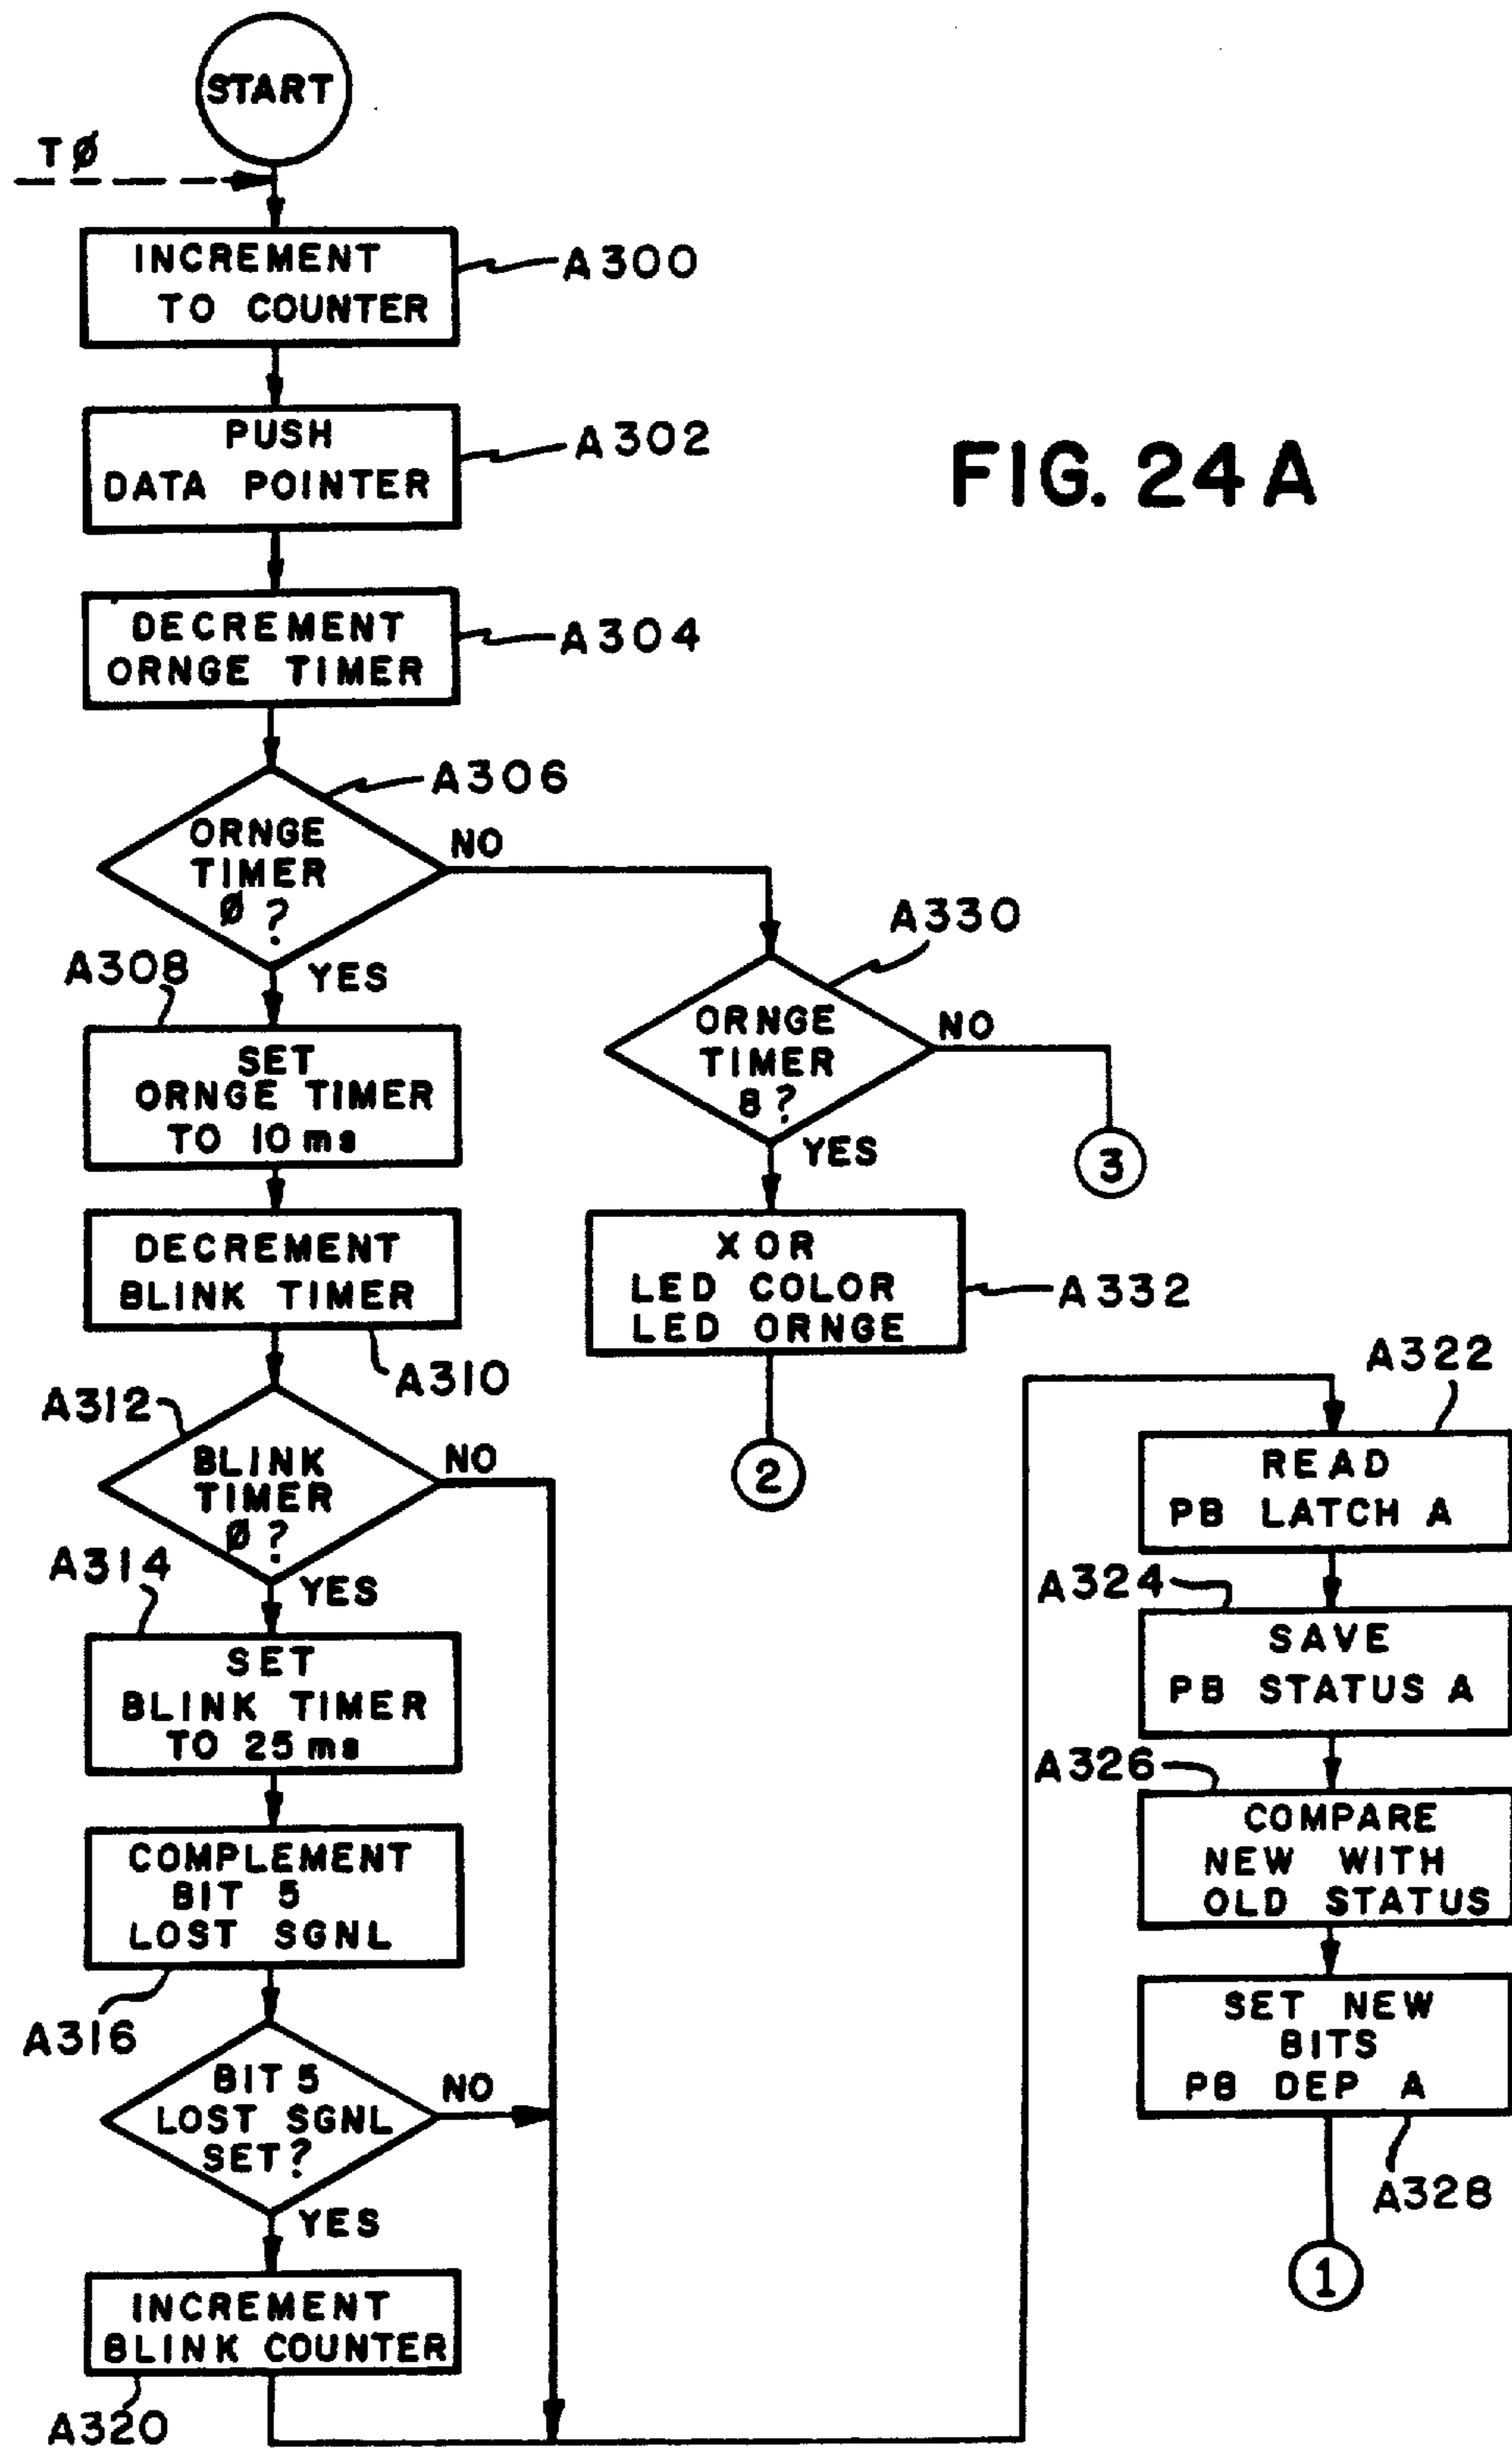 START
TØ
INCREMENT
TO COUNTER
A300
PUSH
DATA POINTER
A302
FIG. 24A
DECREMENT
ORNGE TIMER
A304
A306
ORNGE
TIMER
Ø ?
NO
YES
A308
SET
ORNGE TIMER
TO 10ms
DECREMENT
BLINK TIMER
A310
A312
BLINK
TIMER
Ø ?
NO
YES
A314
SET
BLINK TIMER
TO 25ms
COMPLEMENT
BIT 5
LOST SGNL
A316
BIT 5
LOST SGNL
SET?
NO
YES
INCREMENT
BLINK COUNTER
A320
A330
ORNGE
TIMER
8?
NO
3
YES
XOR
LED COLOR
LED ORNGE
A332
2
A322
READ
PB LATCH A
A324
SAVE
PB STATUS A
A326
COMPARE
NEW WITH
OLD STATUS
SET NEW
BITS
PB DEP A
A328
1